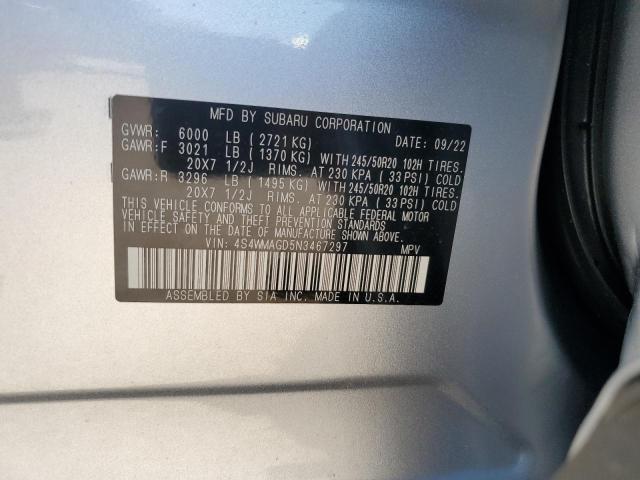 MFD BY SUBARU CORPORATION
GVWR: 6000 LB (2721 KG) DATE: 09/22
GAWR:F 3021 LB (1370 KG) WITH 245/50R20 102H TIRES.
20X7 1/2J RIMS. AT 230 KPA (33 PSI) COLD
GAWR:R 3296 LB (1495 KG) WITH 245/50R20 102H TIRES.
20X7 1/2J RIMS. AT 230 KPA (33 PSI) COLD
THIS VEHICLE CONFORMS TO ALL APPLICABLE FEDERAL MOTOR
VEHICLE SAFETY AND THEFT PREVENTION STANDARDS
IN EFFECT ON THE DATE OF MANUFACTURE SHOWN ABOVE.
VIN: 4S4WMAGD5N3467297 MPV
ASSEMBLED BY SIA INC. MADE IN U.S.A.